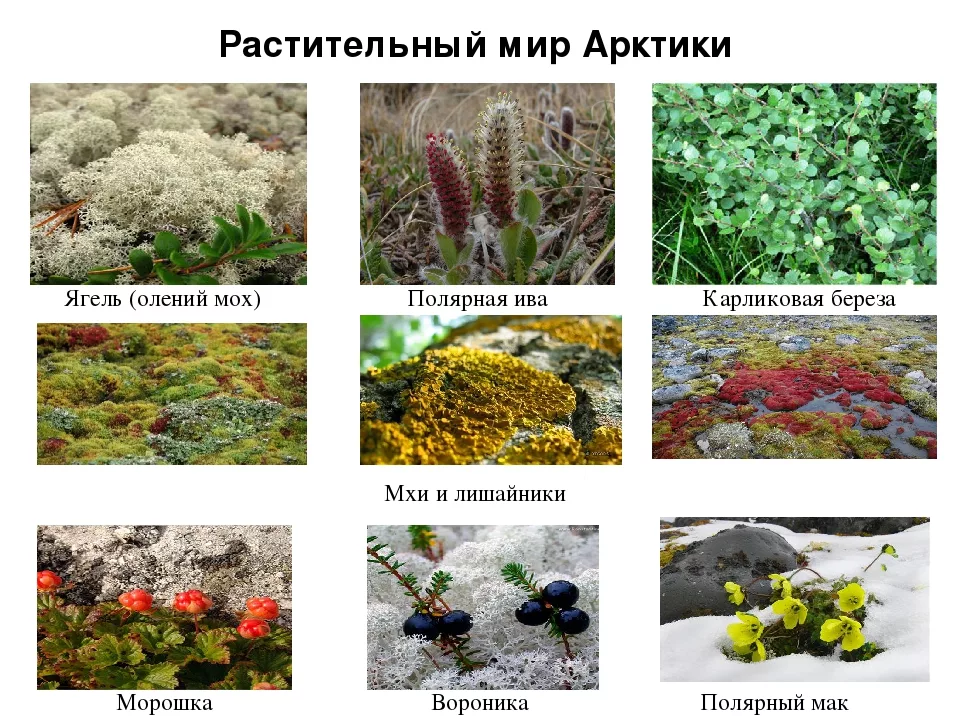 Растительный мир Арктики
Ягель (олений мох)
Полярная ива
Карликовая береза
Мхи и лишайники
Морошка
Вороника
Полярный мак